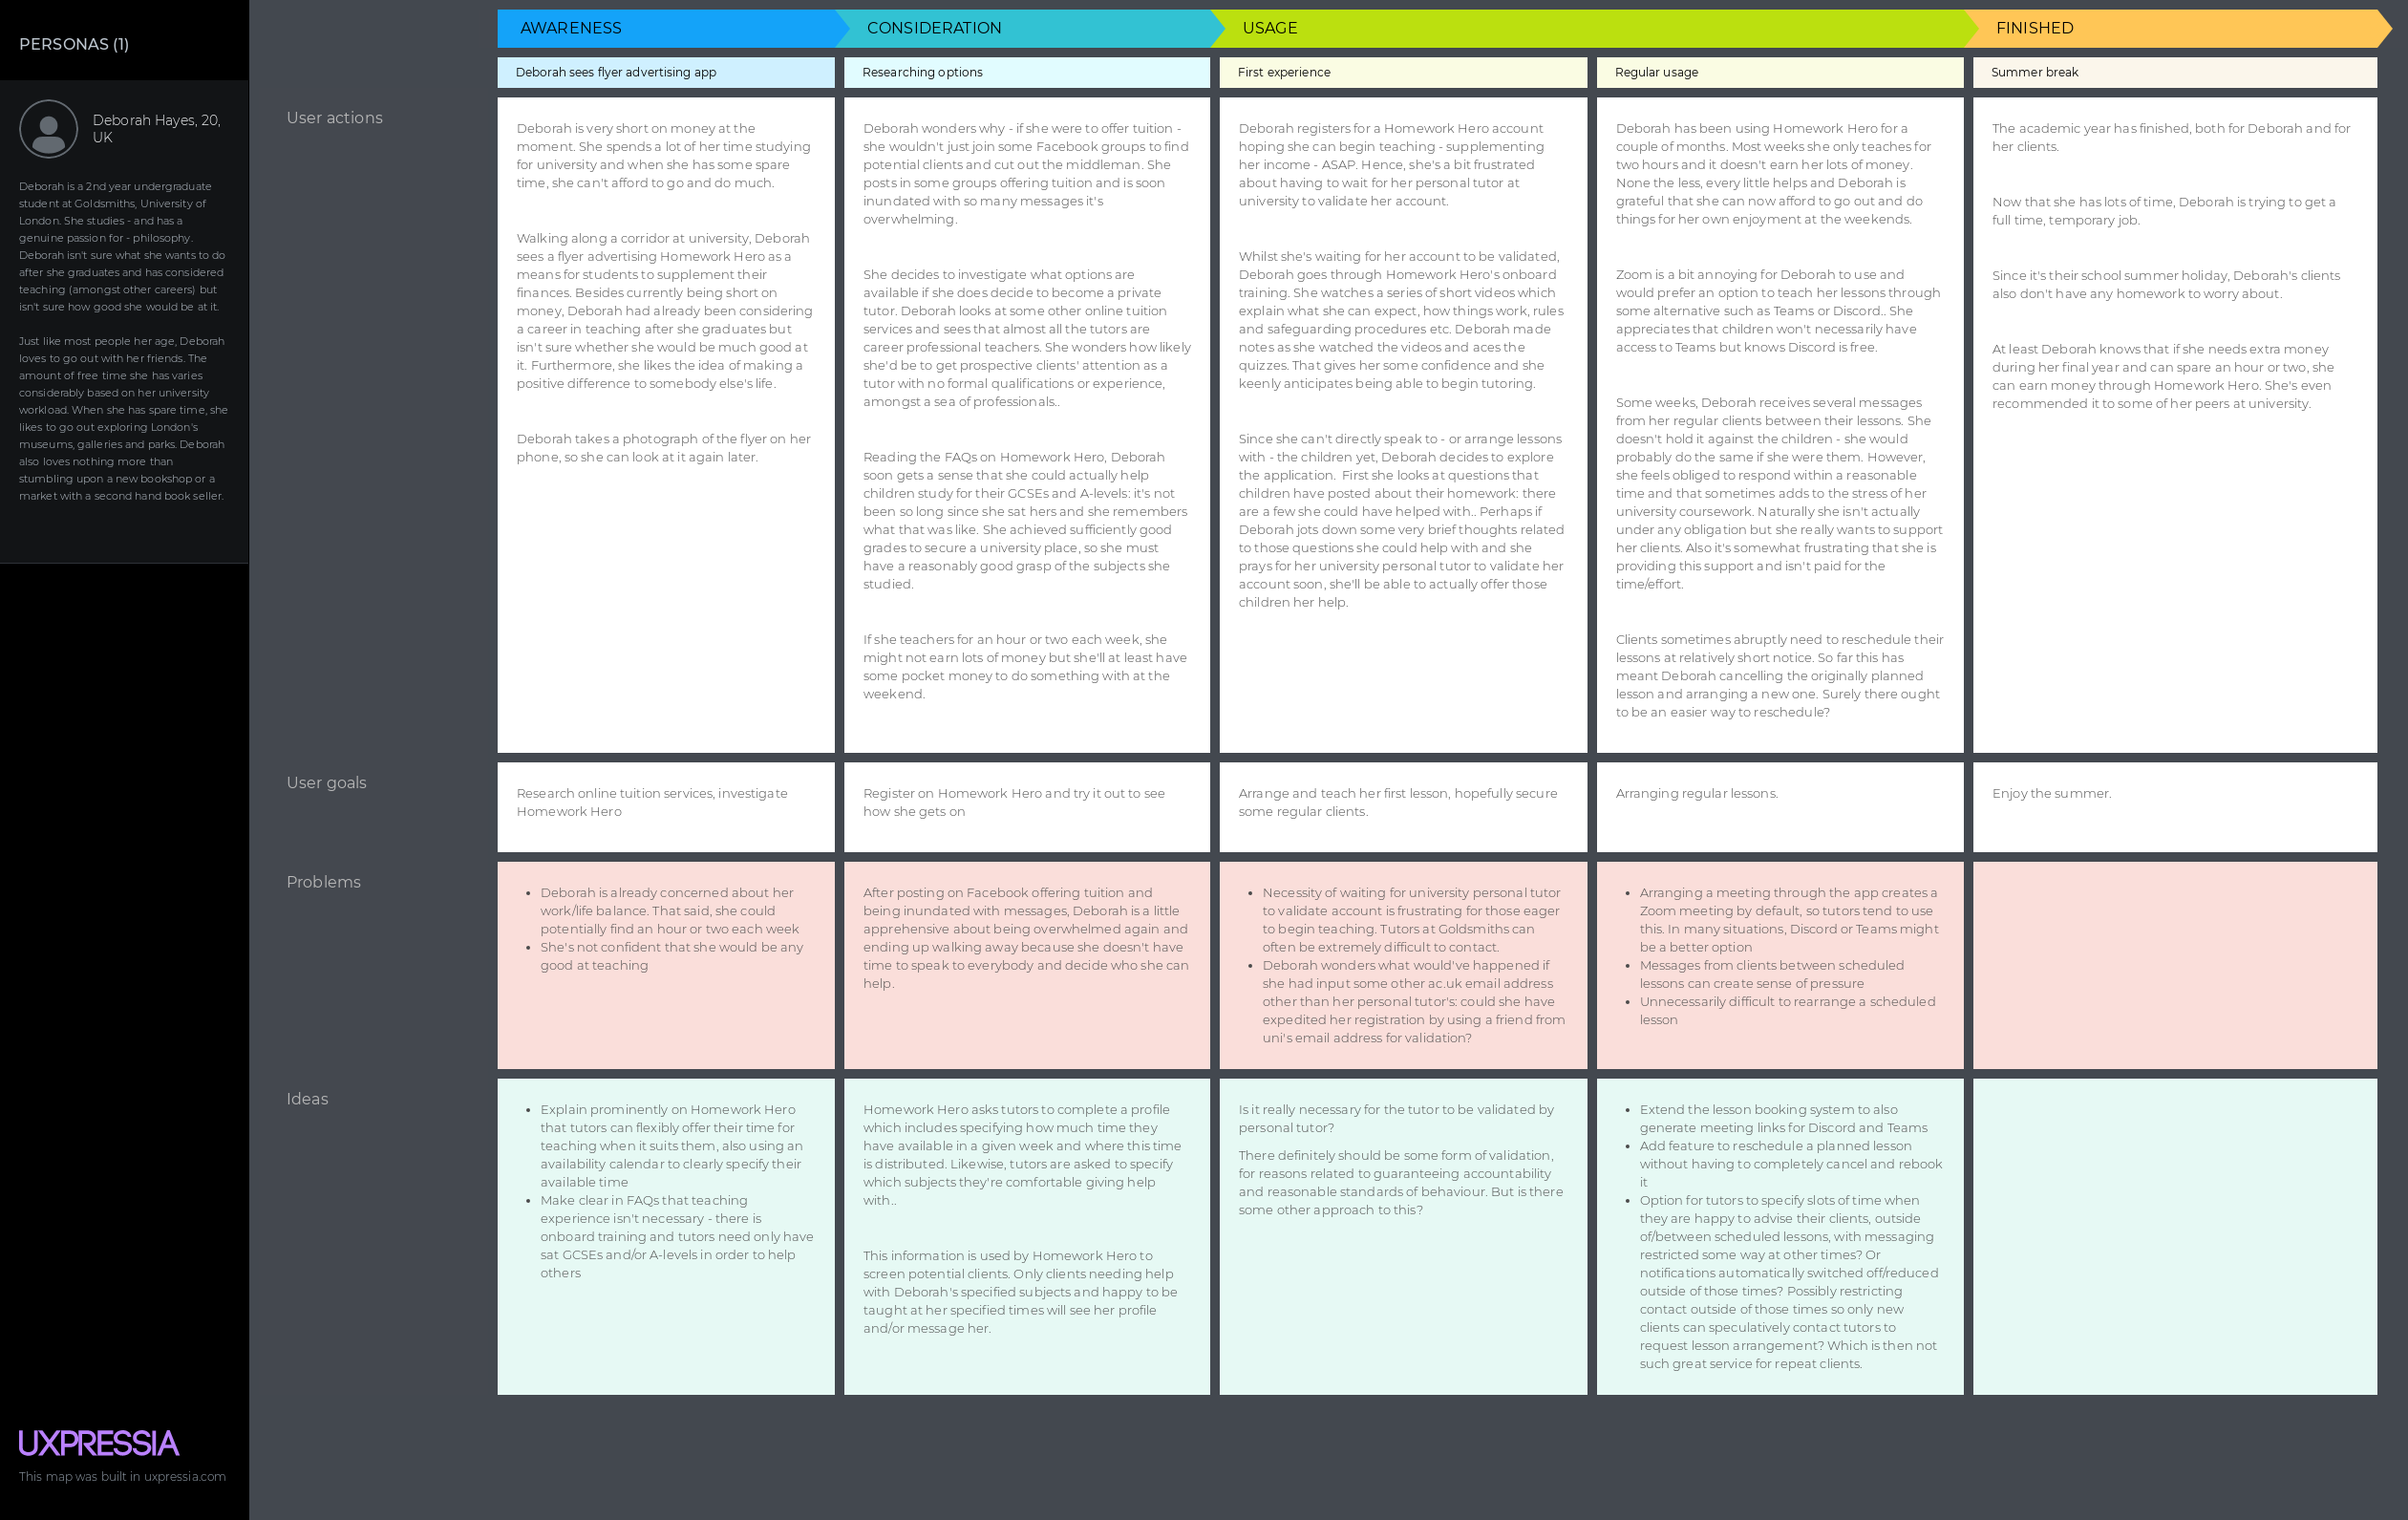 PERSONAS (1)
Deborah Hayes, 20,
UK
Deborah is a 2nd year undergraduate
student at Goldsmiths, University of
London. She studies - and has a
genuine passion for - philosophy.
Deborah isn't sure what she wants to do
after she graduates and has considered
teaching (amongst other careers) but
isn't sure how good she would be at it.
Just like most people her age, Deborah
loves to go out with her friends. The
amount of free time she has varies
considerably based on her university
workload. When she has spare time, she
likes to go out exploring London's
museums, galleries and parks. Deborah
also loves nothing more than
stumbling upon a new bookshop or a
market with a second hand book seller.
UXPRESSIA
This map was built in uxpressia.com
AWARENESS
CONSIDERATION
USAGE
FINISHED
Deborah sees flyer advertising app
Researching options
First experience
Regular usage
Summer break
User actions
Deborah is very short on money at the
moment. She spends a lot of her time studying
for university and when she has some spare
time, she can't afford to go and do much.
Walking along a corridor at university, Deborah
sees a flyer advertising Homework Hero as a
means for students to supplement their
finances. Besides currently being short on
money, Deborah had already been considering
a career in teaching after she graduates but
isn't sure whether she would be much good at
it. Furthermore, she likes the idea of making a
positive difference to somebody else's life.
Deborah takes a photograph of the flyer on her
phone, so she can look at it again later.
Deborah wonders why - if she were to offer tuition -
she wouldn't just join some Facebook groups to find
potential clients and cut out the middleman. She
posts in some groups offering tuition and is soon
inundated with so many messages it's
overwhelming.
She decides to investigate what options are
available if she does decide to become a private
tutor. Deborah looks at some other online tuition
services and sees that almost all the tutors are
career professional teachers. She wonders how likely
she'd be to get prospective clients' attention as a
tutor with no formal qualifications or experience,
amongst a sea of professionals..
Reading the FAQs on Homework Hero, Deborah
soon gets a sense that she could actually help
children study for their GCSEs and A-levels: it's not
been so long since she sat hers and she remembers
what that was like. She achieved sufficiently good
grades to secure a university place, so she must
have a reasonably good grasp of the subjects she
studied.
If she teachers for an hour or two each week, she
might not earn lots of money but she'll at least have
some pocket money to do something with at the
weekend.
Deborah registers for a Homework Hero account
hoping she can begin teaching - supplementing
her income - ASAP. Hence, she's a bit frustrated
about having to wait for her personal tutor at
university to validate her account.
Whilst she's waiting for her account to be validated,
Deborah goes through Homework Hero's onboard
training. She watches a series of short videos which
explain what she can expect, how things work, rules
and safeguarding procedures etc. Deborah made
notes as she watched the videos and aces the
quizzes. That gives her some confidence and she
keenly anticipates being able to begin tutoring.
Since she can't directly speak to - or arrange lessons
with - the children yet, Deborah decides to explore
the application.  First she looks at questions that
children have posted about their homework: there
are a few she could have helped with.. Perhaps if
Deborah jots down some very brief thoughts related
to those questions she could help with and she
prays for her university personal tutor to validate her
account soon, she'll be able to actually offer those
children her help.
Deborah has been using Homework Hero for a
couple of months. Most weeks she only teaches for
two hours and it doesn't earn her lots of money.
None the less, every little helps and Deborah is
grateful that she can now afford to go out and do
things for her own enjoyment at the weekends.
Zoom is a bit annoying for Deborah to use and
would prefer an option to teach her lessons through
some alternative such as Teams or Discord.. She
appreciates that children won't necessarily have
access to Teams but knows Discord is free.
Some weeks, Deborah receives several messages
from her regular clients between their lessons. She
doesn't hold it against the children - she would
probably do the same if she were them. However,
she feels obliged to respond within a reasonable
time and that sometimes adds to the stress of her
university coursework. Naturally she isn't actually
under any obligation but she really wants to support
her clients. Also it's somewhat frustrating that she is
providing this support and isn't paid for the
time/effort.
Clients sometimes abruptly need to reschedule their
lessons at relatively short notice. So far this has
meant Deborah cancelling the originally planned
lesson and arranging a new one. Surely there ought
to be an easier way to reschedule?
The academic year has finished, both for Deborah and for
her clients.
Now that she has lots of time, Deborah is trying to get a
full time, temporary job.
Since it's their school summer holiday, Deborah's clients
also don't have any homework to worry about.
At least Deborah knows that if she needs extra money
during her final year and can spare an hour or two, she
can earn money through Homework Hero. She's even
recommended it to some of her peers at university.
User goals
Research online tuition services, investigate
Homework Hero
Register on Homework Hero and try it out to see
how she gets on
Arrange and teach her first lesson, hopefully secure
some regular clients.
Arranging regular lessons.
Enjoy the summer.
Problems
• Deborah is already concerned about her
work/life balance. That said, she could
potentially find an hour or two each week
• She's not confident that she would be any
good at teaching
After posting on Facebook offering tuition and
being inundated with messages, Deborah is a little
apprehensive about being overwhelmed again and
ending up walking away because she doesn't have
time to speak to everybody and decide who she can
help.
• Necessity of waiting for university personal tutor
to validate account is frustrating for those eager
to begin teaching. Tutors at Goldsmiths can
often be extremely difficult to contact.
• Deborah wonders what would've happened if
she had input some other ac.uk email address
other than her personal tutor's: could she have
expedited her registration by using a friend from
uni's email address for validation?
• Arranging a meeting through the app creates a
Zoom meeting by default, so tutors tend to use
this. In many situations, Discord or Teams might
be a better option
• Messages from clients between scheduled
lessons can create sense of pressure
• Unnecessarily difficult to rearrange a scheduled
lesson
Ideas
• Explain prominently on Homework Hero
that tutors can flexibly offer their time for
teaching when it suits them, also using an
availability calendar to clearly specify their
available time
• Make clear in FAQs that teaching
experience isn't necessary - there is
onboard training and tutors need only have
sat GCSEs and/or A-levels in order to help
others
Homework Hero asks tutors to complete a profile
which includes specifying how much time they
have available in a given week and where this time
is distributed. Likewise, tutors are asked to specify
which subjects they're comfortable giving help
with..
This information is used by Homework Hero to
screen potential clients. Only clients needing help
with Deborah's specified subjects and happy to be
taught at her specified times will see her profile
and/or message her.
Is it really necessary for the tutor to be validated by
personal tutor?
There definitely should be some form of validation,
for reasons related to guaranteeing accountability
and reasonable standards of behaviour. But is there
some other approach to this?
• Extend the lesson booking system to also
generate meeting links for Discord and Teams
• Add feature to reschedule a planned lesson
without having to completely cancel and rebook
it
• Option for tutors to specify slots of time when
they are happy to advise their clients, outside
of/between scheduled lessons, with messaging
restricted some way at other times? Or
notifications automatically switched off/reduced
outside of those times? Possibly restricting
contact outside of those times so only new
clients can speculatively contact tutors to
request lesson arrangement? Which is then not
such great service for repeat clients.